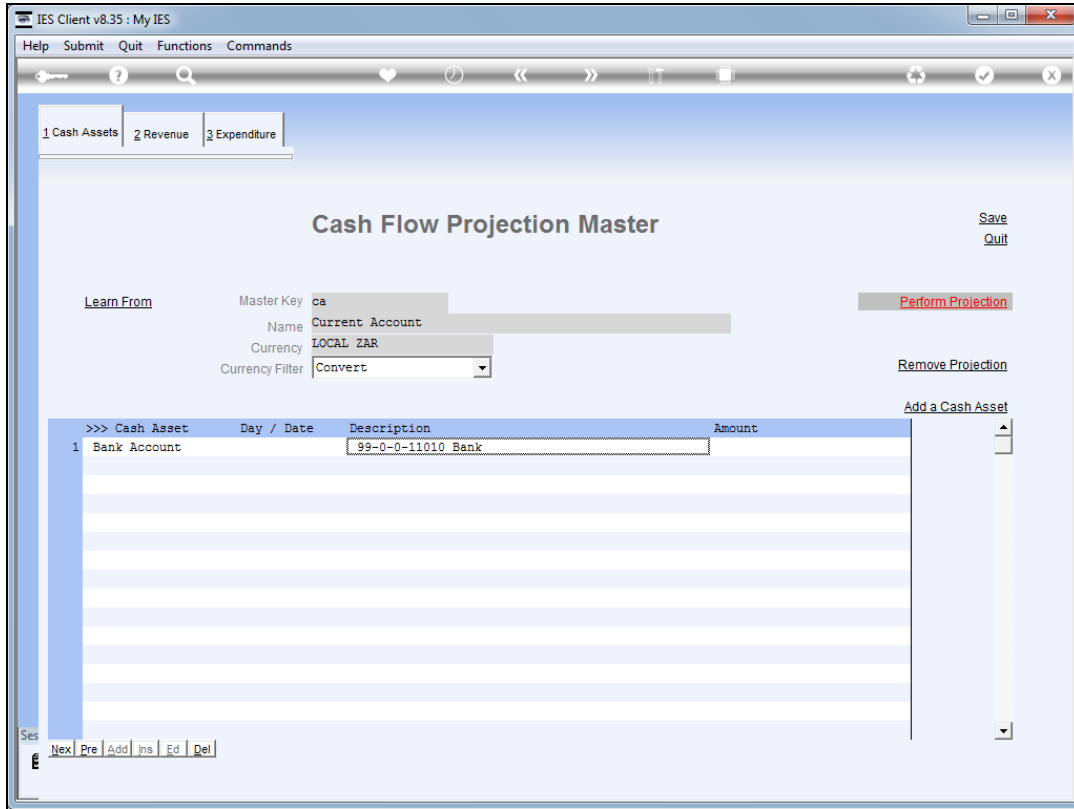 IES Client v8.35 : My IES
Help Submit Quit Functions Commands
1 Cash Assets 2 Revenue 3 Expenditure
Cash Flow Projection Master
Save
Quit
Learn From Master Key ca Perform Projection
Name Current Account
Currency LOCAL ZAR
Currency Filter Convert Remove Projection
Add a Cash Asset
>>> Cash Asset Day / Date Description Amount
1 Bank Account 99-0-0-11010 Bank
Ses
Nex Pre Add Ins Ed Del